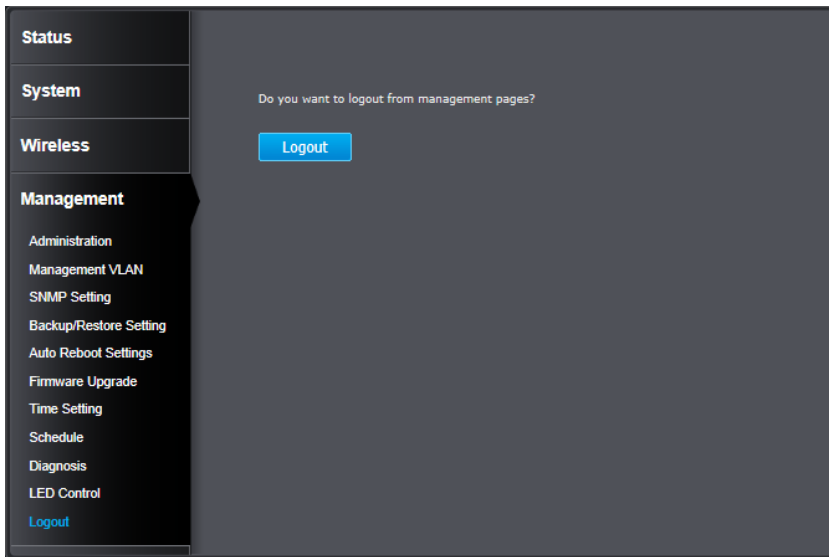 Status
System
Wireless
Management
Administration
Management VLAN
SNMP Setting
Backup/Restore Setting
Auto Reboot Settings
Firmware Upgrade
Time Setting
Schedule
Diagnosis
LED Control
Logout
Do you want to logout from management pages?
Logout